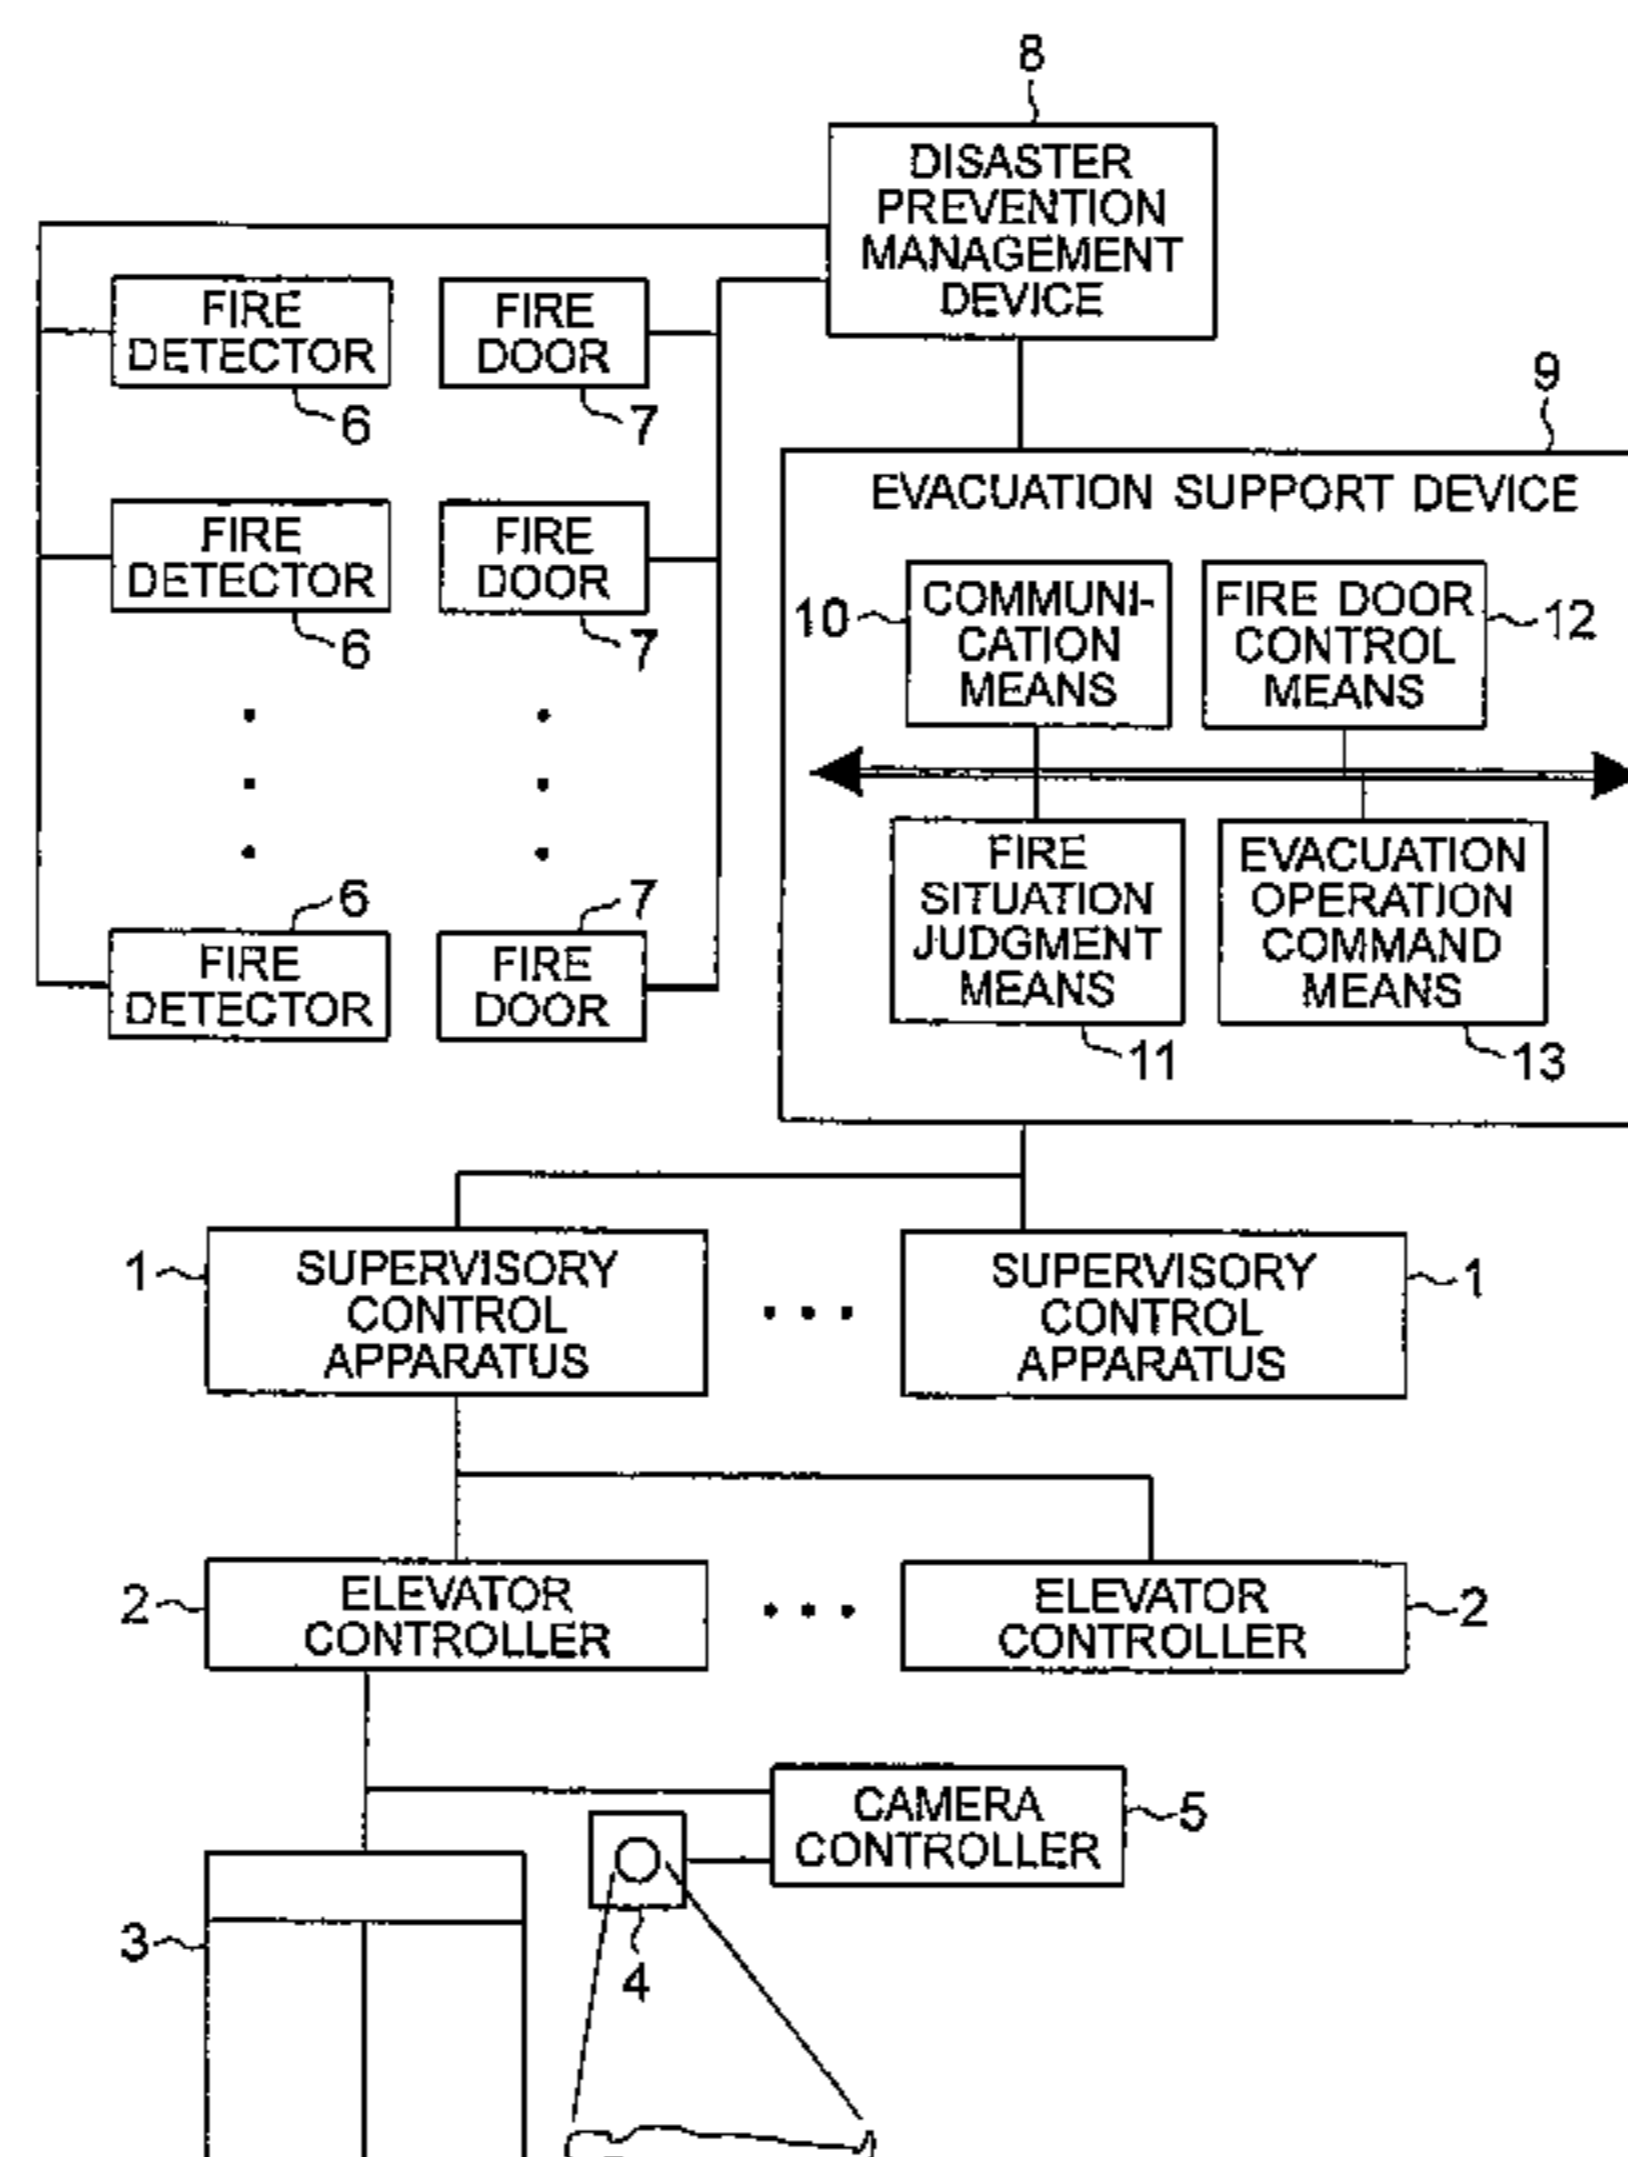 8
DISASTER
PREVENTION
MANAGEMENT
DEVICE
FIRE
DETECTOR
6
FIRE
DOOR
7
9
EVACUATION SUPPORT DEVICE
FIRE
DETECTOR
6
FIRE
DOOR
7
10
COMMUNI-
CATION
MEANS
FIRE DOOR
CONTROL
MEANS
12
6
FIRE
DETECTOR
7
FIRE
DOOR
FIRE
SITUATION
JUDGMENT
MEANS
11
EVACUATION
OPERATION
COMMAND
MEANS
13
1
SUPERVISORY
CONTROL
APPARATUS
SUPERVISORY
CONTROL
APPARATUS
1
2
ELEVATOR
CONTROLLER
ELEVATOR
CONTROLLER
2
CAMERA
CONTROLLER
5
3
4